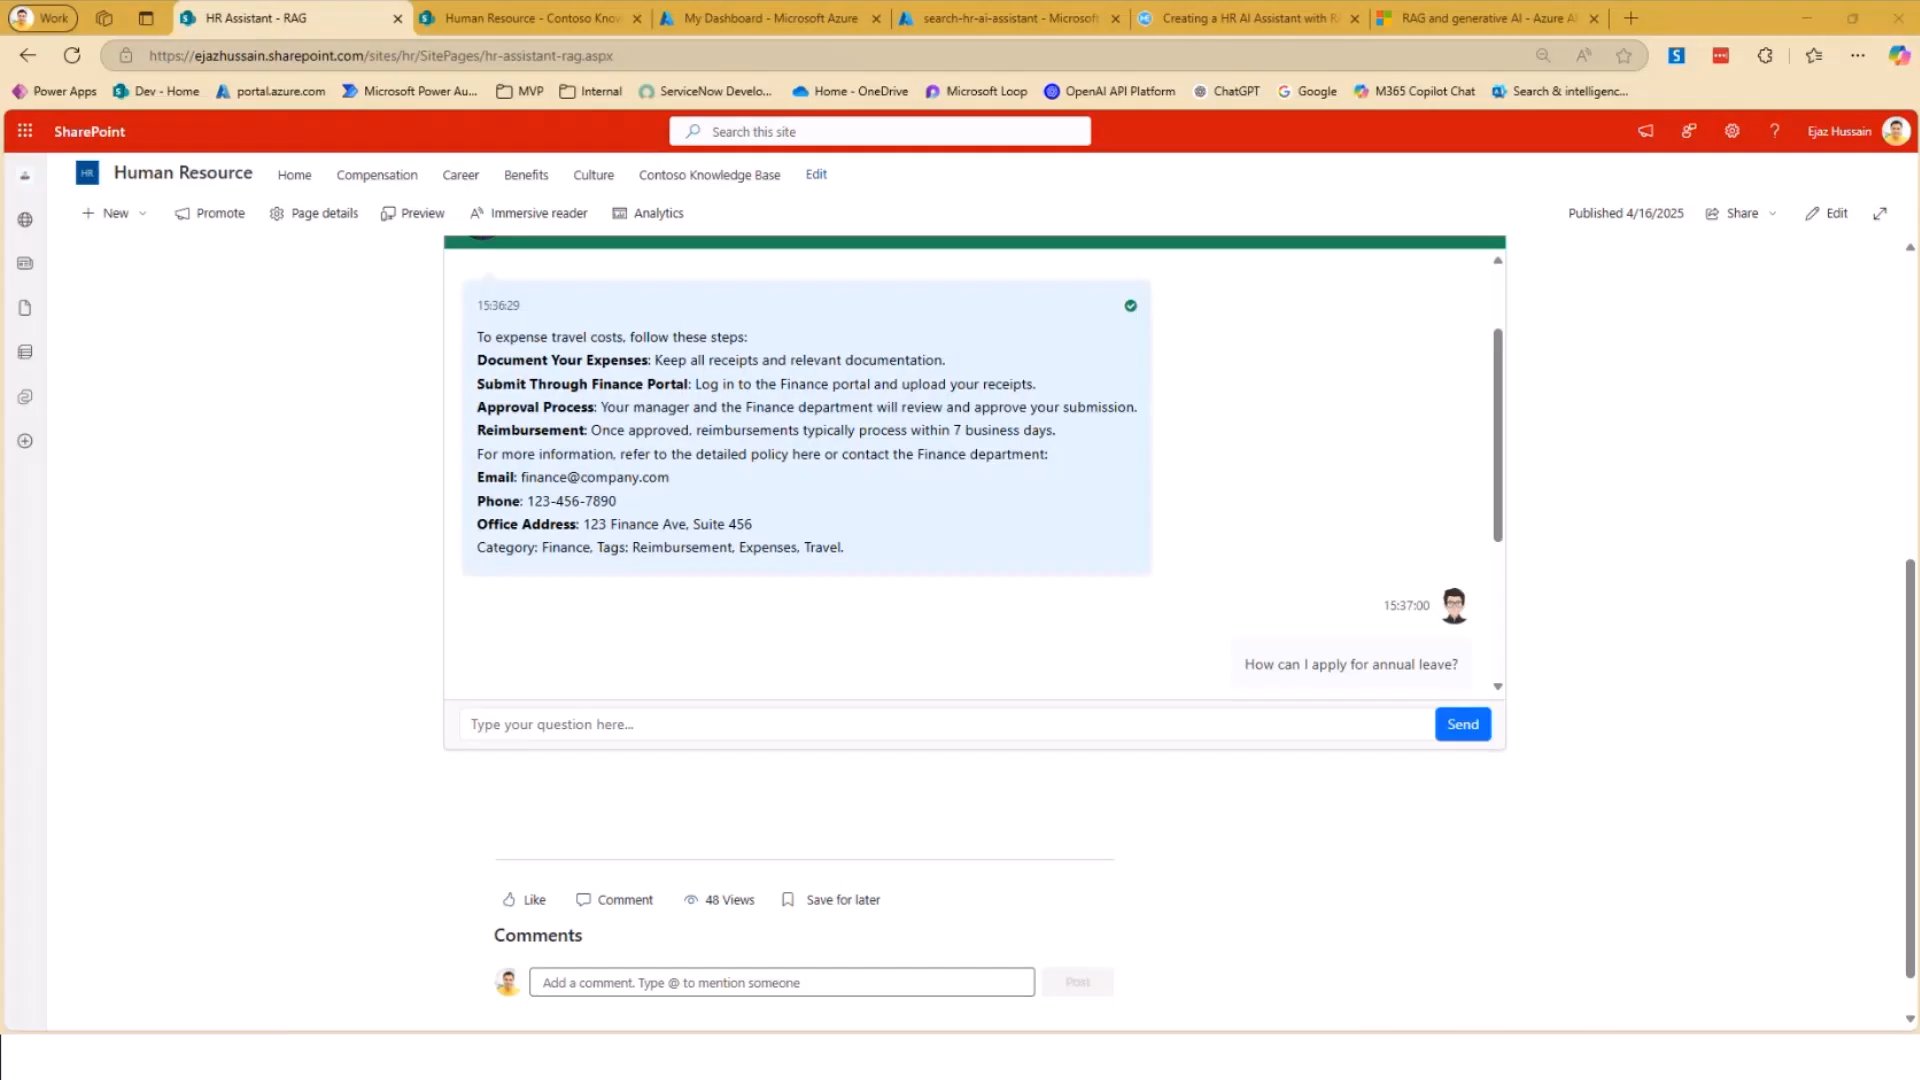 Work
HR Assistant - RAG
Human Resource - Contoso Know
My Dashboard - Microsoft Azure
search-hr-ai-assistant - Microsoft
Creating a HR AI Assistant with R
RAG and generative AI - Azure AI
https://ejazhussain.sharepoint.com/sites/hr/SitePages/hr-assistant-rag.aspx
Power Apps
Dev - Home
portal.azure.com
Microsoft Power Au...
MVP
Internal
ServiceNow Develo...
Home - OneDrive
Microsoft Loop
OpenAI API Platform
ChatGPT
Google
M365 Copilot Chat
Search & intelligenc...
SharePoint
Search this site
Ejaz Hussain
HR
Human Resource
Home
Compensation
Career
Benefits
Culture
Contoso Knowledge Base
Edit
New
Promote
Page details
Preview
Immersive reader
Analytics
Published 4/16/2025
Share
Edit
15:36:29
To expense travel costs, follow these steps:
Document Your Expenses: Keep all receipts and relevant documentation.
Submit Through Finance Portal: Log in to the Finance portal and upload your receipts.
Approval Process: Your manager and the Finance department will review and approve your submission.
Reimbursement: Once approved, reimbursements typically process within 7 business days.
For more information, refer to the detailed policy here or contact the Finance department:
Email: finance@company.com
Phone: 123-456-7890
Office Address: 123 Finance Ave, Suite 456
Category: Finance, Tags: Reimbursement, Expenses, Travel.
15:37:00
How can I apply for annual leave?
Type your question here...
Send
Like
Comment
48 Views
Save for later
Comments
Add a comment. Type @ to mention someone
Post